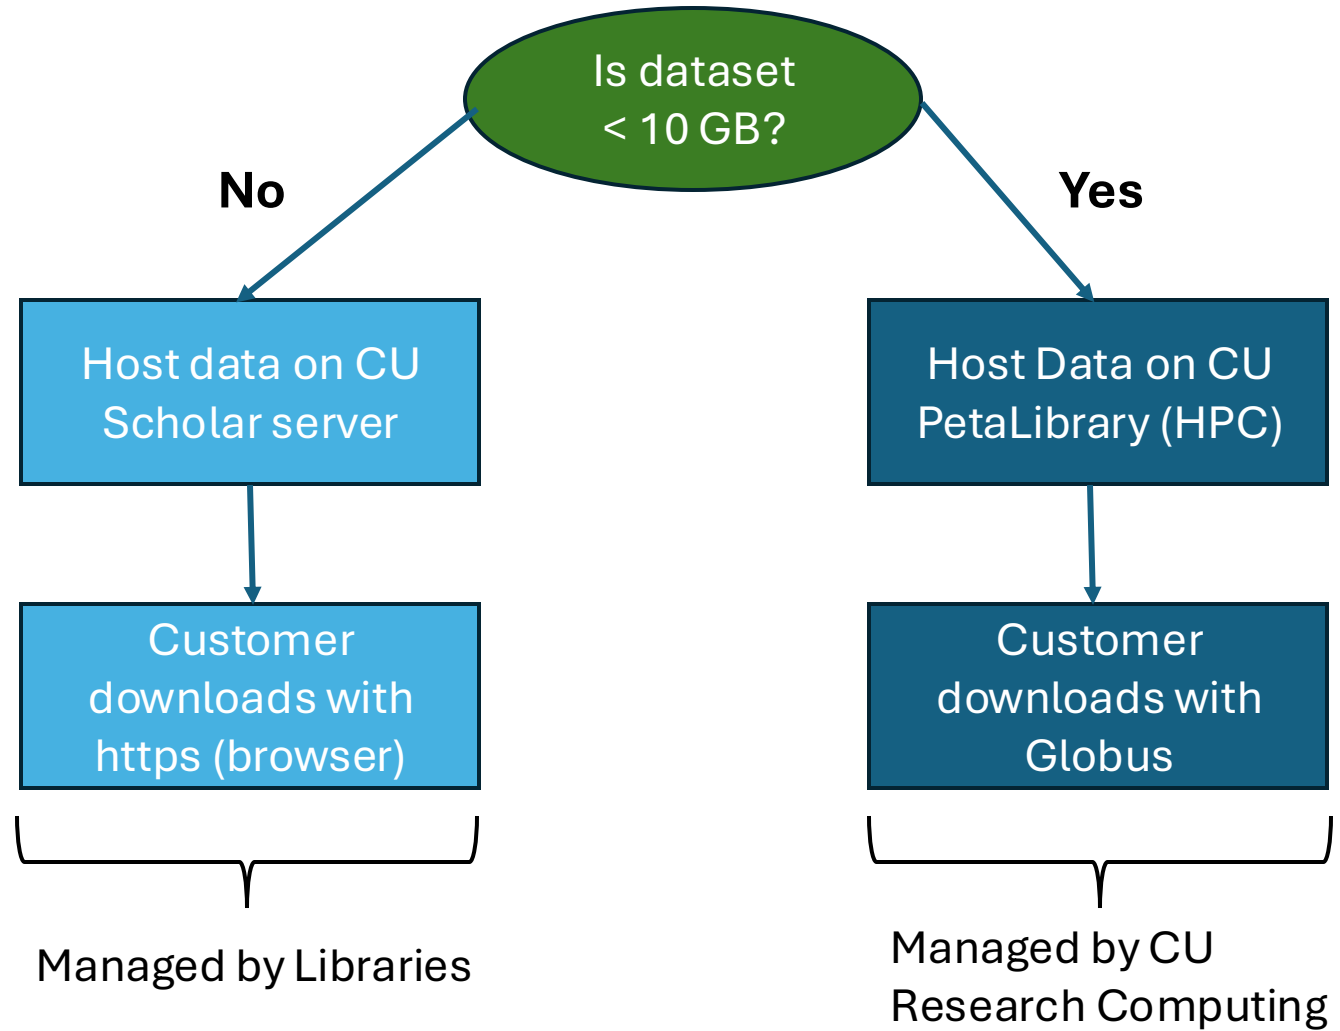 Is dataset
< 10 GB?
No
Yes
Host data on CU
Scholar server
Host Data on CU
PetaLibrary (HPC)
Customer
downloads with
https (browser)
Customer
downloads with
Globus
Managed by Libraries
Managed by CU
Research Computing